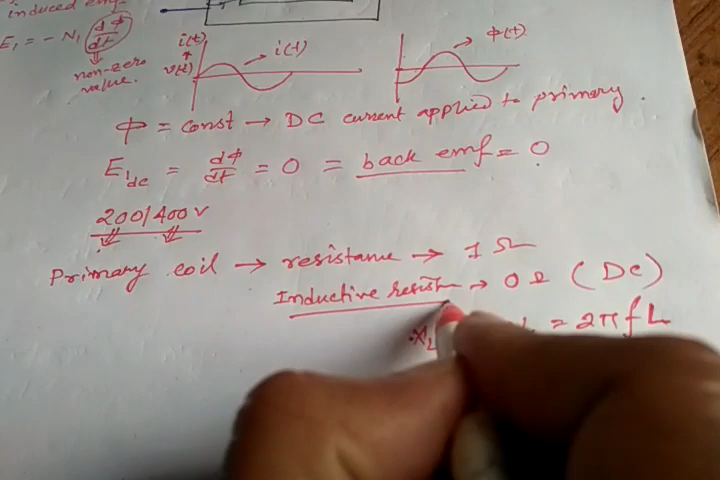 induced emf
E₁ = - N₁ dΦ/dt
non-zero value.
i(t)
v(t)
i(t)
φ(t)
φ = const → DC current applied to primary.
E₁dc = dφ/dt = 0 = back emf = 0
200/400 V
Primary coil → resistance → 1 Ω
Inductive resist → 0 Ω (DC)
X_L = 2πfL